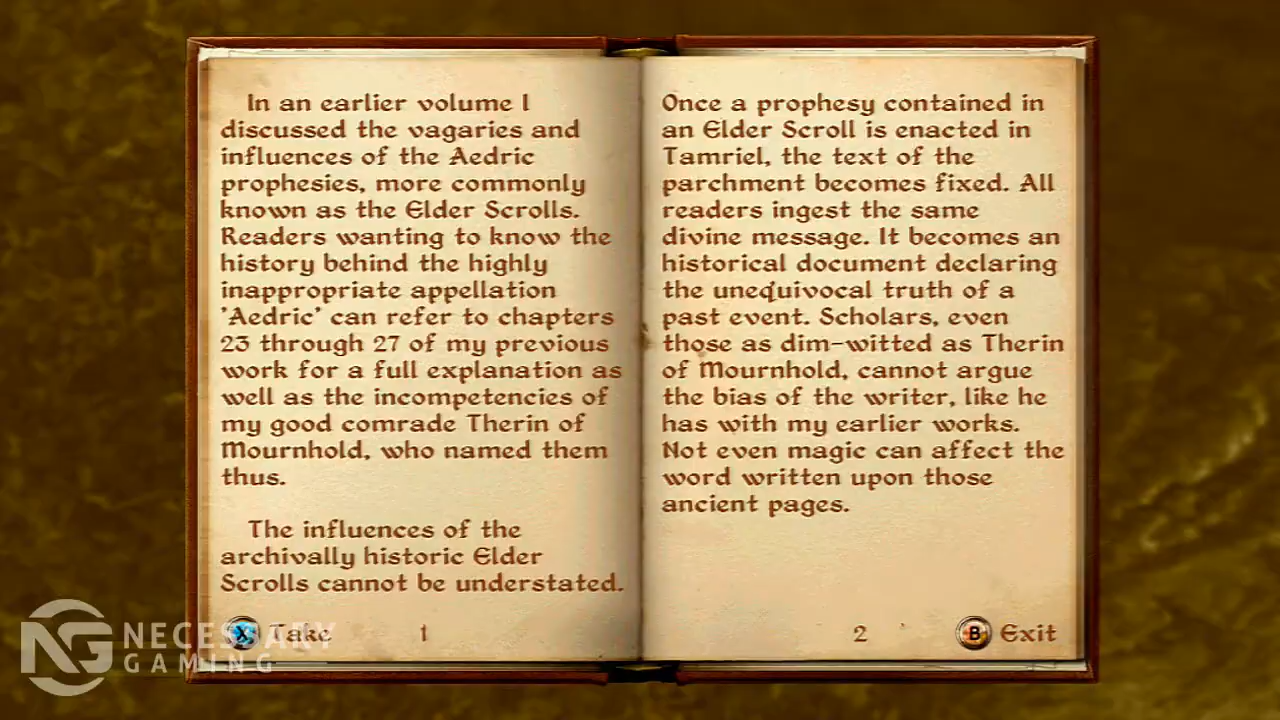 In an earlier volume I
discussed the vagaries and
influences of the Aedric
prophesies, more commonly
known as the Elder Scrolls.
Readers wanting to know the
history behind the highly
inappropriate appellation
'Aedric' can refer to chapters
23 through 27 of my previous
work for a full explanation as
well as the incompetencies of
my good comrade Therin of
Mournhold, who named them
thus.
The influences of the
archivally historic Elder
Scrolls cannot be understated.
X Take
1
Once a prophesy contained in
an Elder Scroll is enacted in
Tamriel, the text of the
parchment becomes fixed. All
readers ingest the same
divine message. It becomes an
historical document declaring
the unequivocal truth of a
past event. Scholars, even
those as dim-witted as Therin
of Mournhold, cannot argue
the bias of the writer, like he
has with my earlier works.
Not even magic can affect the
word written upon those
ancient pages.
2
B Exit
NG NECESSARY
GAMING